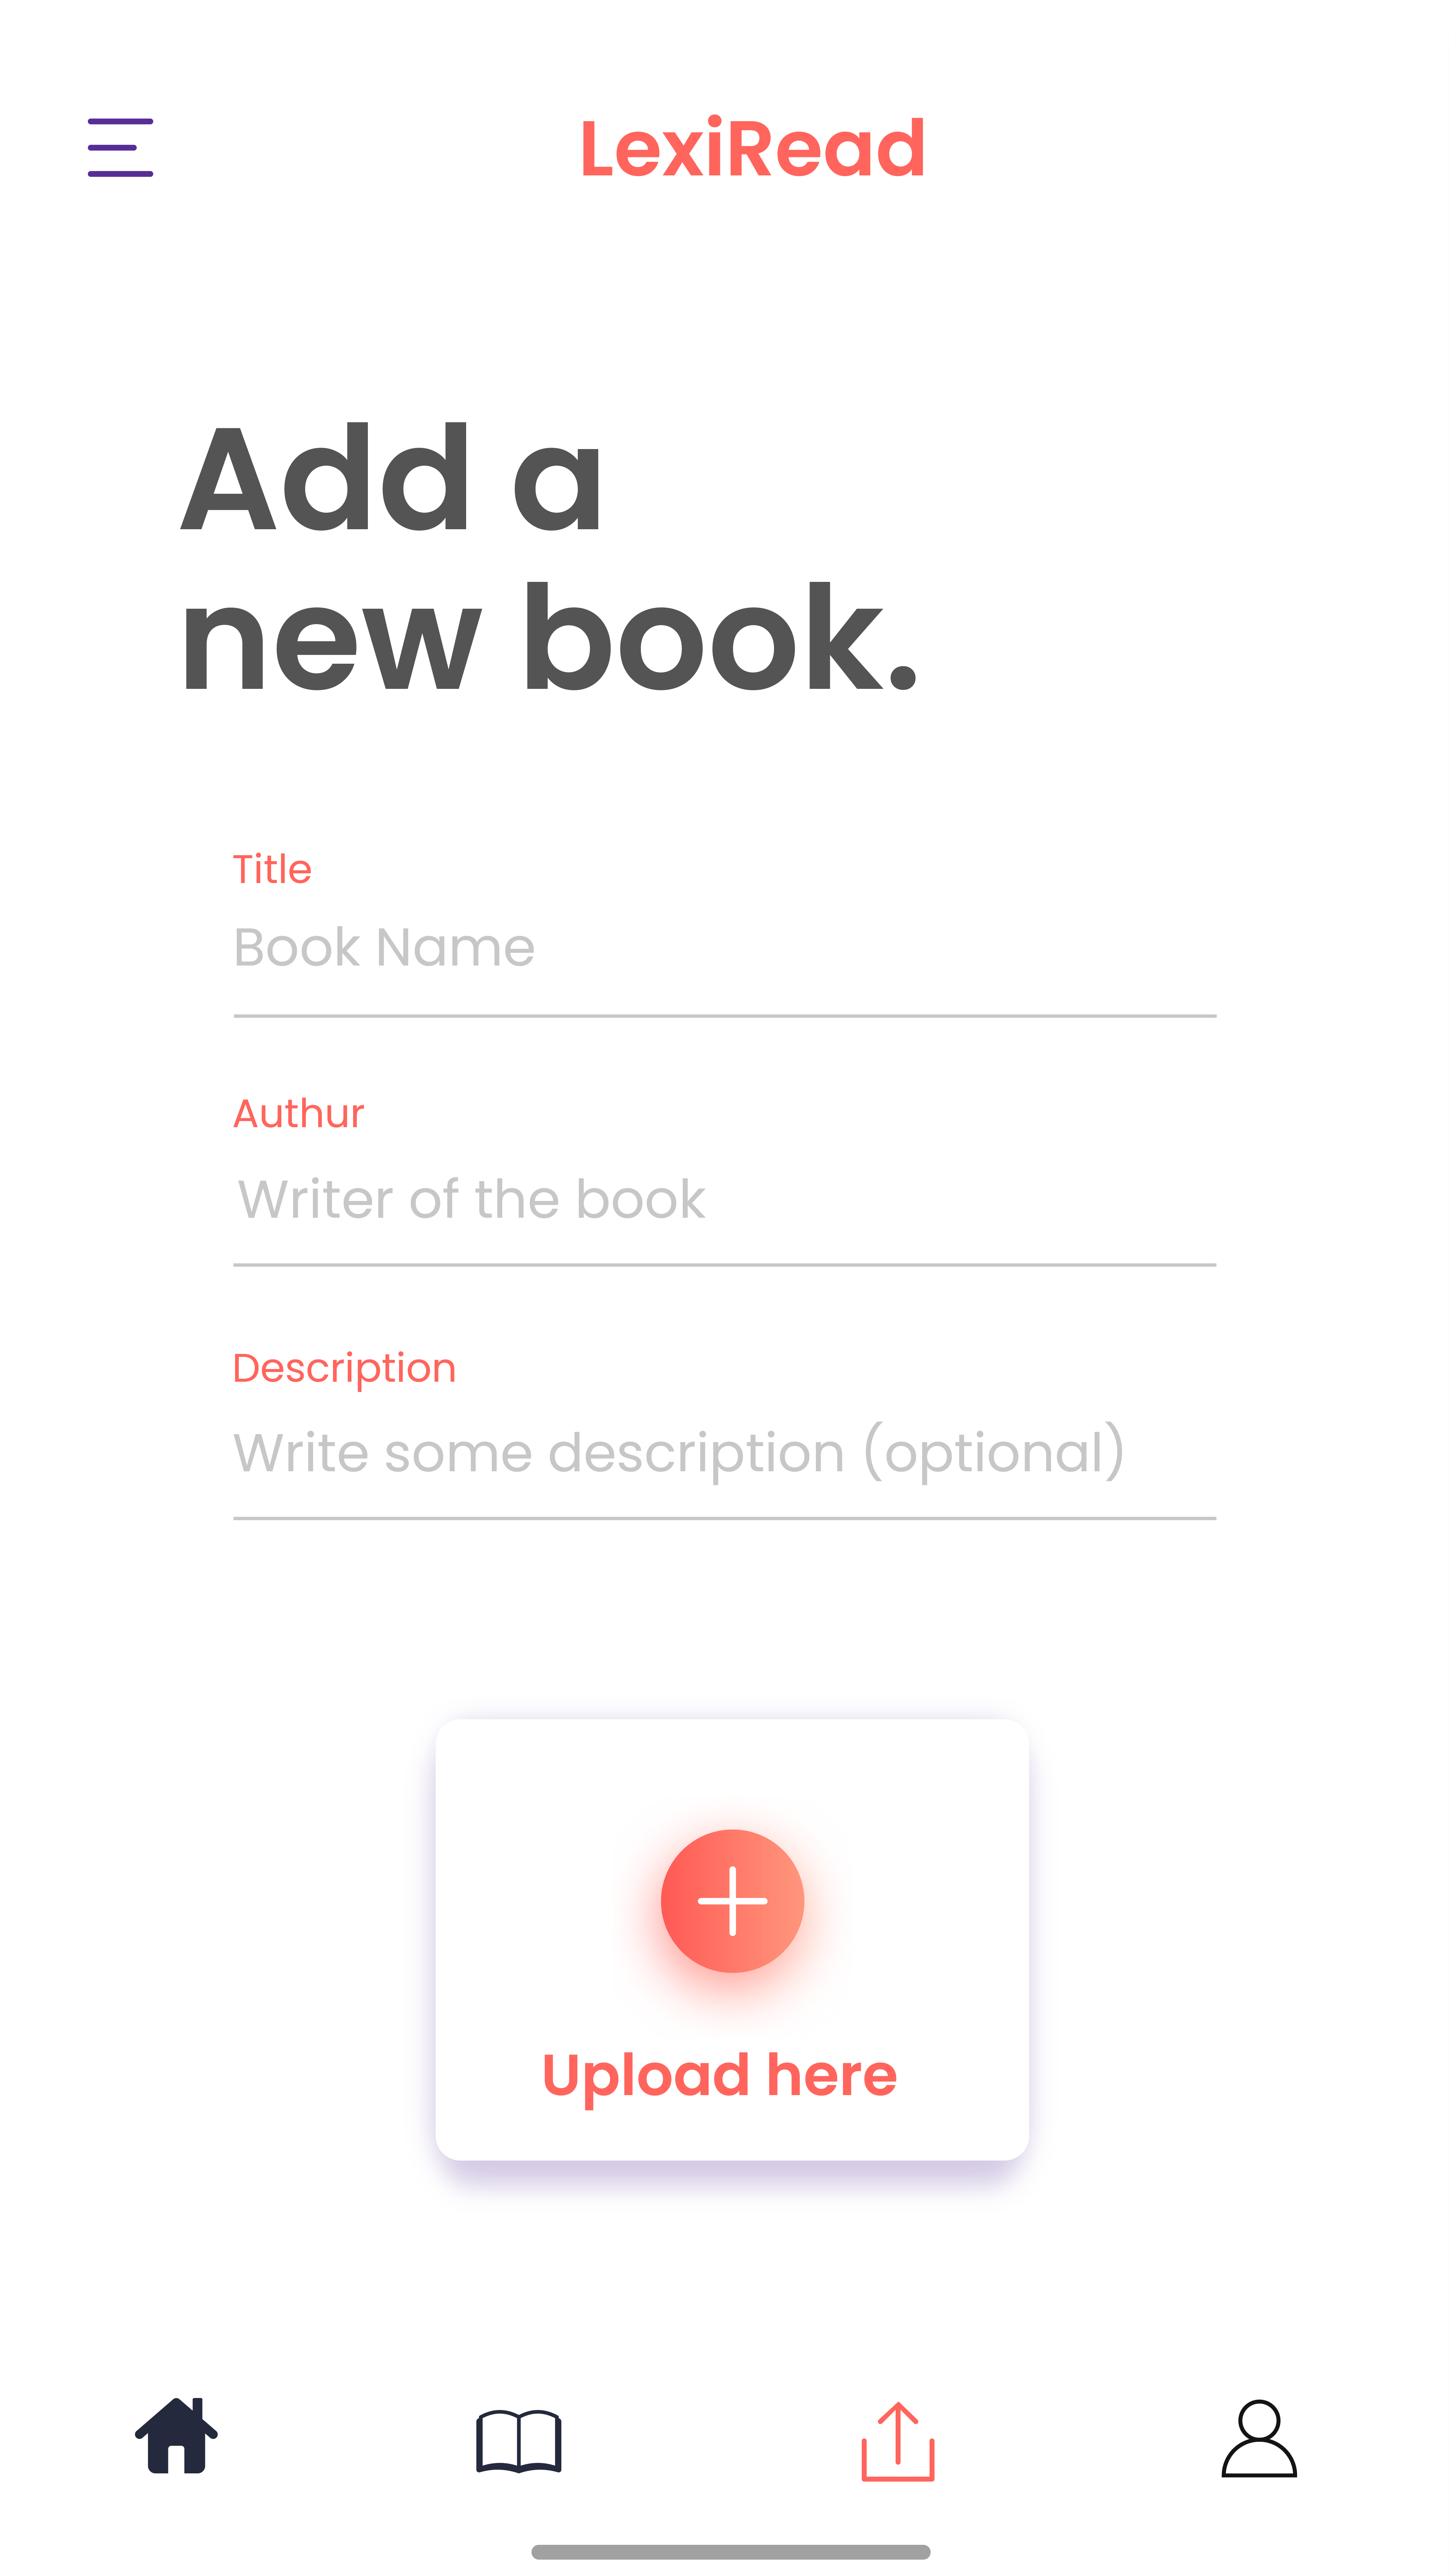 LexiRead
Add a
new book.
Title
Book Name
Authur
Writer of the book
Description
Write some description (optional)
Upload here